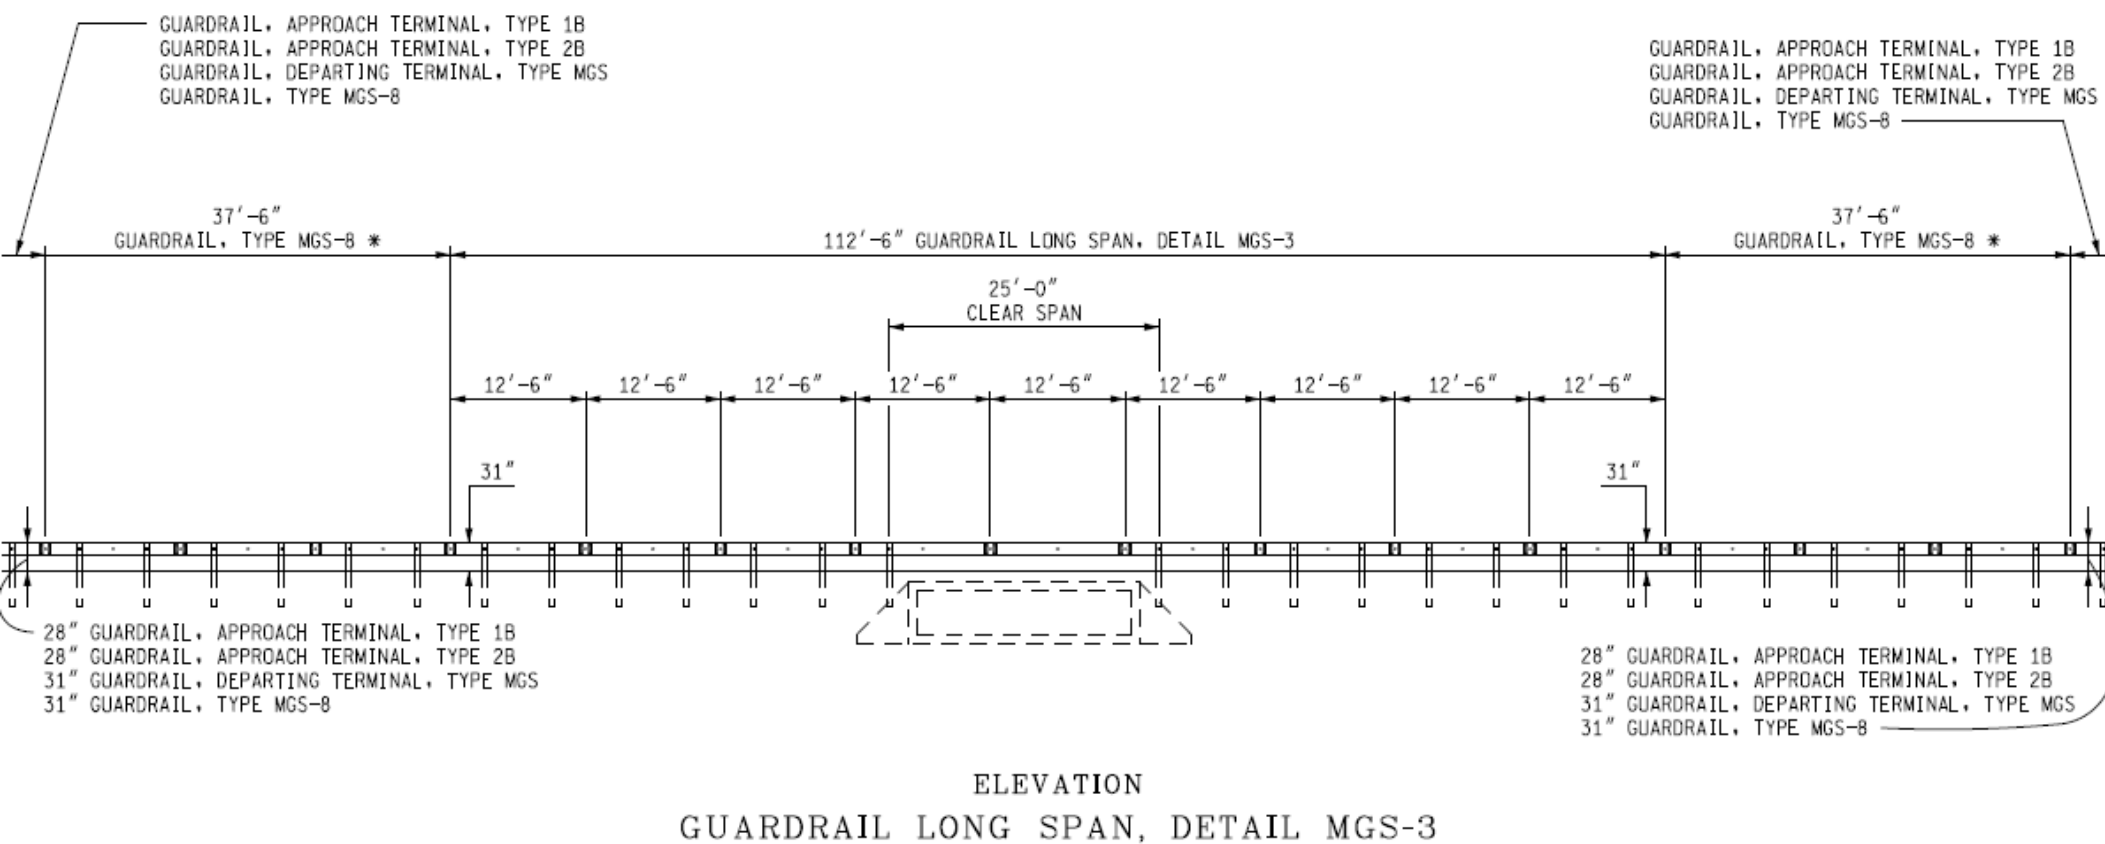 GUARDRAIL, APPROACH TERMINAL, TYPE 1B
GUARDRAIL, APPROACH TERMINAL, TYPE 2B
GUARDRAIL, DEPARTING TERMINAL, TYPE MGS
GUARDRAIL, TYPE MGS-8
GUARDRAIL, APPROACH TERMINAL, TYPE 1B
GUARDRAIL, APPROACH TERMINAL, TYPE 2B
GUARDRAIL, DEPARTING TERMINAL, TYPE MGS
GUARDRAIL, TYPE MGS-8
37'-6"
GUARDRAIL, TYPE MGS-8 *
112'-6" GUARDRAIL LONG SPAN, DETAIL MGS-3
37'-6"
GUARDRAIL, TYPE MGS-8 *
25'-0"
CLEAR SPAN
12'-6" 12'-6" 12'-6" 12'-6" 12'-6" 12'-6" 12'-6" 12'-6" 12'-6"
31" 31"
28" GUARDRAIL, APPROACH TERMINAL, TYPE 1B
28" GUARDRAIL, APPROACH TERMINAL, TYPE 2B
31" GUARDRAIL, DEPARTING TERMINAL, TYPE MGS
31" GUARDRAIL, TYPE MGS-8
28" GUARDRAIL, APPROACH TERMINAL, TYPE 1B
28" GUARDRAIL, APPROACH TERMINAL, TYPE 2B
31" GUARDRAIL, DEPARTING TERMINAL, TYPE MGS
31" GUARDRAIL, TYPE MGS-8
ELEVATION
GUARDRAIL LONG SPAN, DETAIL MGS-3